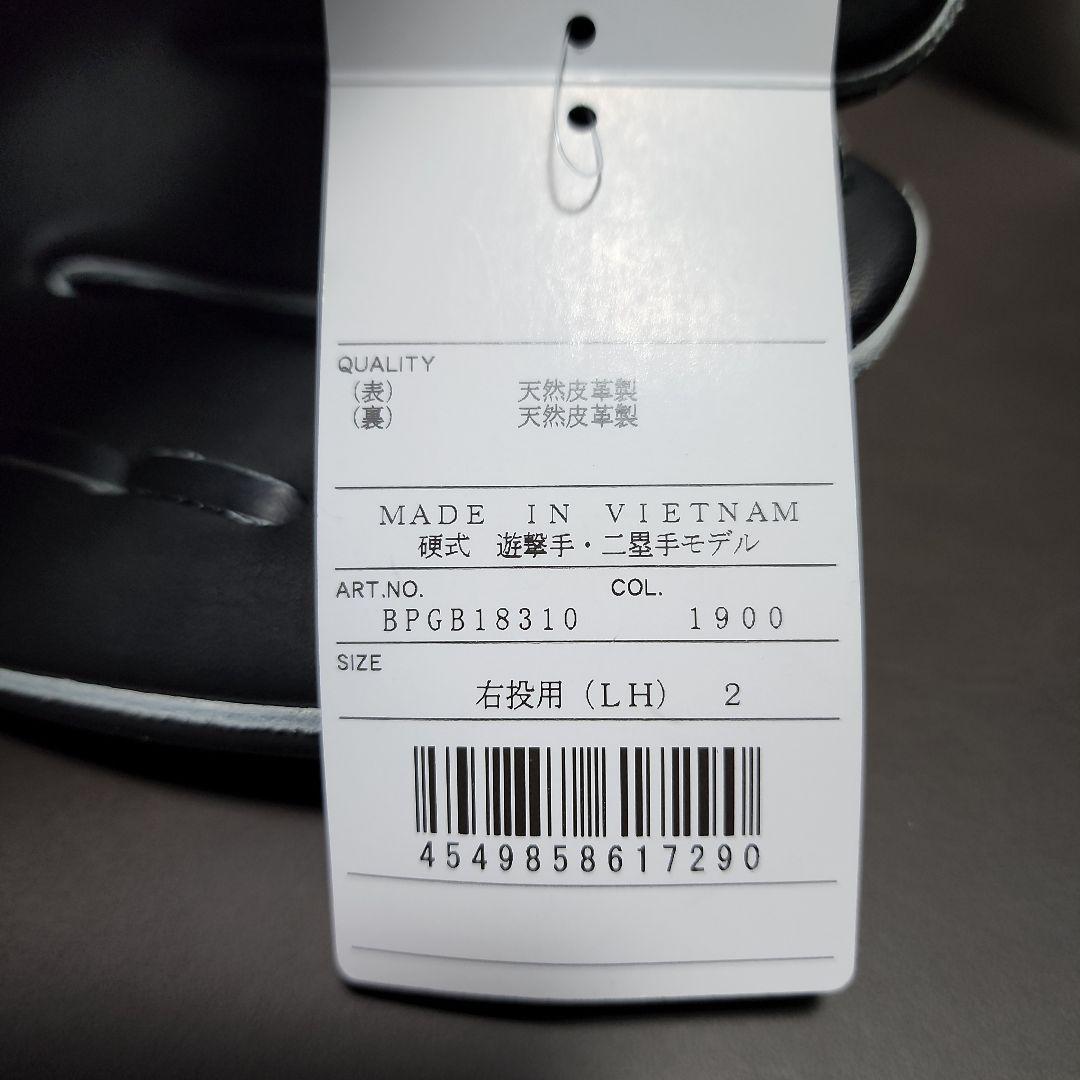 QUALITY
（表） 天然皮革製
（裏） 天然皮革製
MADE IN VIETNAM
硬式 遊撃手・二塁手モデル
ART.NO. COL.
BPGB18310 1900
SIZE
右投用（LH） 2
4549858617290